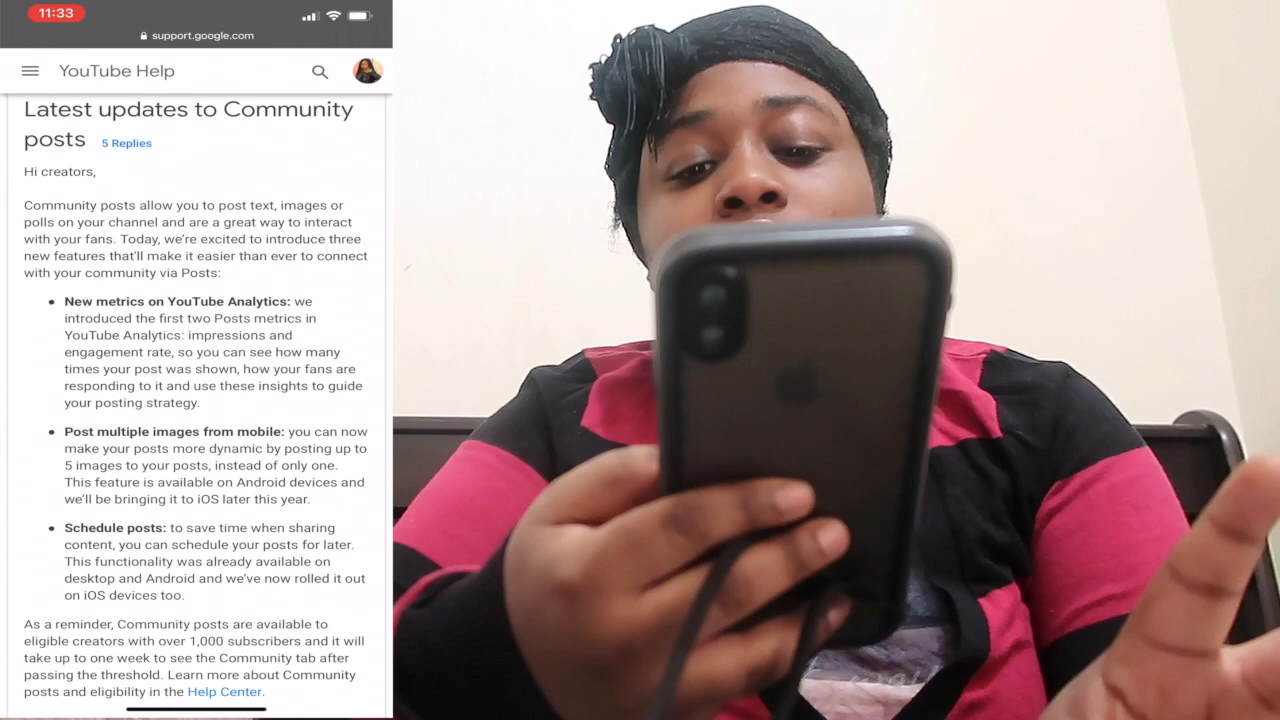 11:33
support.google.com
YouTube Help
Latest updates to Community
posts 5 Replies
Hi creators,
Community posts allow you to post text, images or
polls on your channel and are a great way to interact
with your fans. Today, we're excited to introduce three
new features that'll make it easier than ever to connect
with your community via Posts:
• New metrics on YouTube Analytics: we
introduced the first two Posts metrics in
YouTube Analytics: impressions and
engagement rate, so you can see how many
times your post was shown, how your fans are
responding to it and use these insights to guide
your posting strategy.
• Post multiple images from mobile: you can now
make your posts more dynamic by posting up to
5 images to your posts, instead of only one.
This feature is available on Android devices and
we'll be bringing it to iOS later this year.
• Schedule posts: to save time when sharing
content, you can schedule your posts for later.
This functionality was already available on
desktop and Android and we've now rolled it out
on iOS devices too.
As a reminder, Community posts are available to
eligible creators with over 1,000 subscribers and it will
take up to one week to see the Community tab after
passing the threshold. Learn more about Community
posts and eligibility in the Help Center.